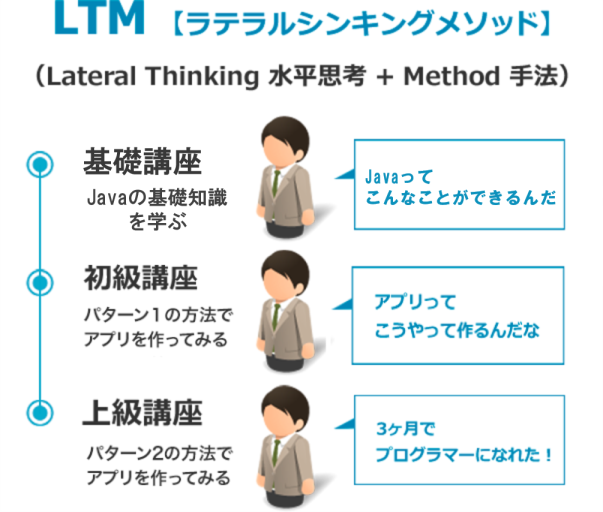 LTM【ラテラルシンキングメソッド】
（Lateral Thinking 水平思考 + Method 手法）
基礎講座
Javaの基礎知識
を学ぶ
Javaって
こんなことができるんだ
初級講座
パターン１の方法で
アプリを作ってみる
アプリって
こうやって作るんだな
上級講座
パターン2の方法で
アプリを作ってみる
3ヶ月で
プログラマーになれた！